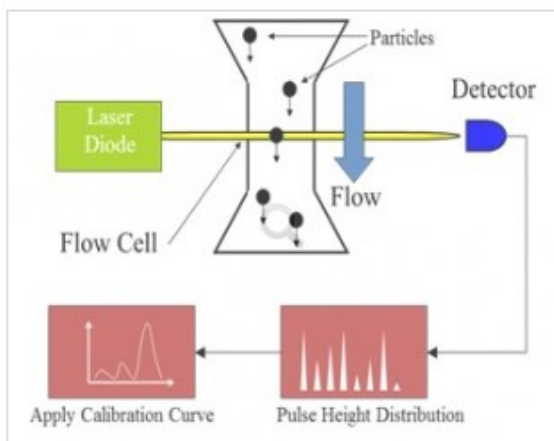 Particles
Laser
Diode
Detector
Flow
Flow Cell
Apply Calibration Curve
Pulse Height Distribution